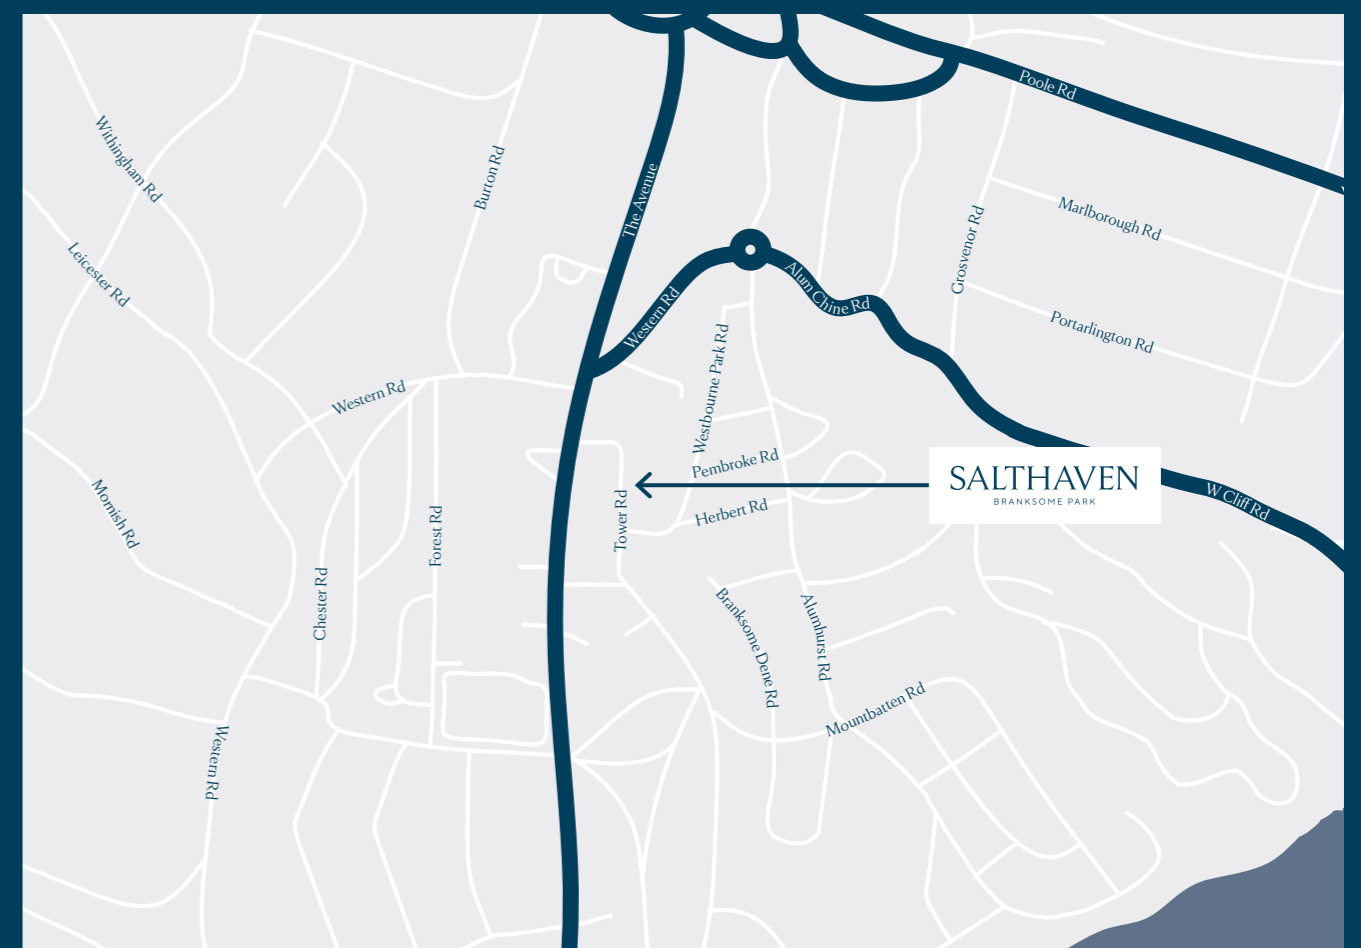 Poole Rd
Withingham Rd
Burton Rd
The Avenue
Marlborough Rd
Grosvenor Rd
Leicester Rd
Alum Chine Rd
Western Rd
Portarlington Rd
Westbourne Park Rd
Western Rd
Pembroke Rd
SALTHAVEN
BRANKSOME PARK
Mornish Rd
Tower Rd
Herbert Rd
W Cliff Rd
Forest Rd
Chester Rd
Branksome Dene Rd
Alumhurst Rd
Mountbatten Rd
Western Rd